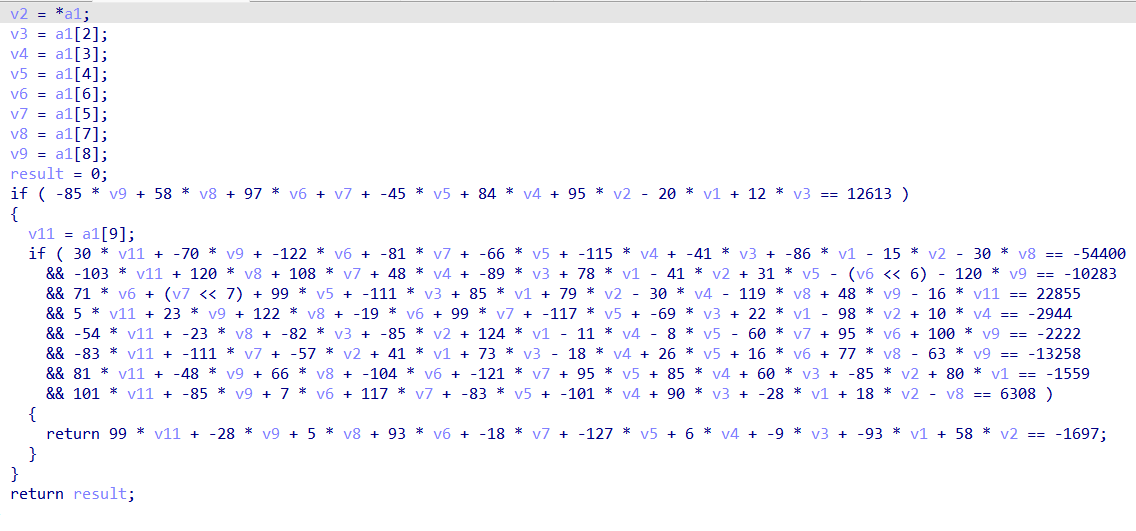 v2 = *a1;
v3 = a1[2];
v4 = a1[3];
v5 = a1[4];
v6 = a1[6];
v7 = a1[5];
v8 = a1[7];
v9 = a1[8];
result = 0;
if ( -85 * v9 + 58 * v8 + 97 * v6 + v7 + -45 * v5 + 84 * v4 + 95 * v2 - 20 * v1 + 12 * v3 == 12613 )
{
v11 = a1[9];
if ( 30 * v11 + -70 * v9 + -122 * v6 + -81 * v7 + -66 * v5 + -115 * v4 + -41 * v3 + -86 * v1 - 15 * v2 - 30 * v8 == -54400
&& -103 * v11 + 120 * v8 + 108 * v7 + 48 * v4 + -89 * v3 + 78 * v1 - 41 * v2 + 31 * v5 - (v6 << 6) - 120 * v9 == -10283
&& 71 * v6 + (v7 << 7) + 99 * v5 + -111 * v3 + 85 * v1 + 79 * v2 - 30 * v4 - 119 * v8 + 48 * v9 - 16 * v11 == 22855
&& 5 * v11 + 23 * v9 + 122 * v8 + -19 * v6 + 99 * v7 + -117 * v5 + -69 * v3 + 22 * v1 - 98 * v2 + 10 * v4 == -2944
&& -54 * v11 + -23 * v8 + -82 * v3 + -85 * v2 + 124 * v1 - 11 * v4 - 8 * v5 - 60 * v7 + 95 * v6 + 100 * v9 == -2222
&& -83 * v11 + -111 * v7 + -57 * v2 + 41 * v1 + 73 * v3 - 18 * v4 + 26 * v5 + 16 * v6 + 77 * v8 - 63 * v9 == -13258
&& 81 * v11 + -48 * v9 + 66 * v8 + -104 * v6 + -121 * v7 + 95 * v5 + 85 * v4 + 60 * v3 + -85 * v2 + 80 * v1 == -1559
&& 101 * v11 + -85 * v9 + 7 * v6 + 117 * v7 + -83 * v5 + -101 * v4 + 90 * v3 + -28 * v1 + 18 * v2 - v8 == 6308 )
{
return 99 * v11 + -28 * v9 + 5 * v8 + 93 * v6 + -18 * v7 + -127 * v5 + 6 * v4 + -9 * v3 + -93 * v1 + 58 * v2 == -1697;
}
}
return result;